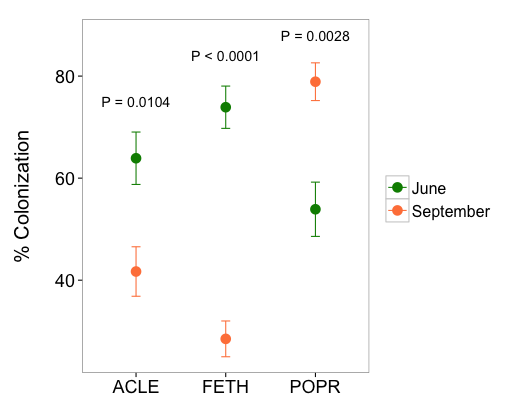 P = 0.0028
P < 0.0001
P = 0.0104
% Colonization
80
60
40
ACLE FETH POPR
June
September